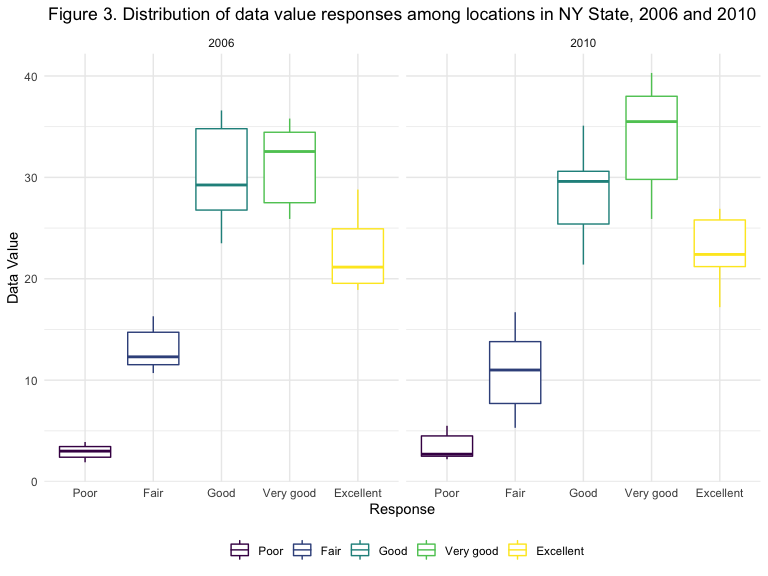 Figure 3. Distribution of data value responses among locations in NY State, 2006 and 2010
2006
2010
Data Value
40
30
20
10
0
Poor Fair Good Very good Excellent
Poor Fair Good Very good Excellent
Response
Poor Fair Good Very good Excellent